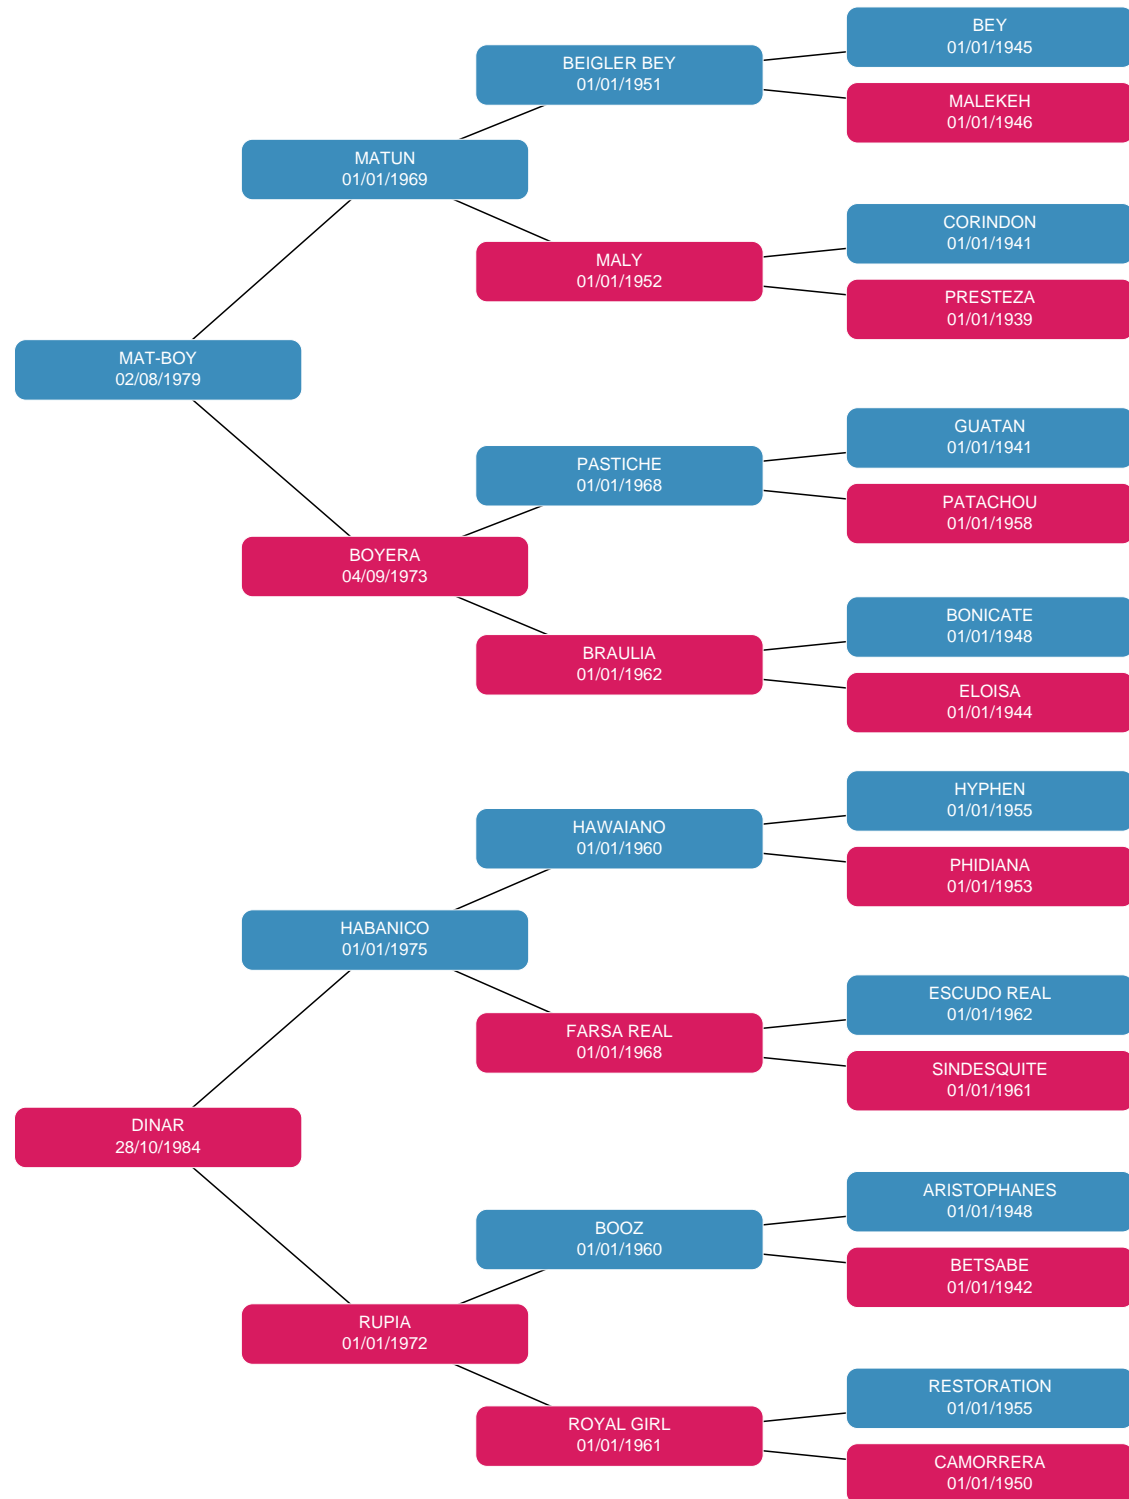 BEY
01/01/1945
BEIGLER BEY
01/01/1951
MALEKEH
01/01/1946
MATUN
01/01/1969
CORINDON
01/01/1941
MALY
01/01/1952
PRESTEZA
01/01/1939
MAT-BOY
02/08/1979
GUATAN
01/01/1941
PASTICHE
01/01/1968
PATACHOU
01/01/1958
BOYERA
04/09/1973
BONICATE
01/01/1948
BRAULIA
01/01/1962
ELOISA
01/01/1944
HYPHEN
01/01/1955
HAWAIANO
01/01/1960
PHIDIANA
01/01/1953
HABANICO
01/01/1975
ESCUDO REAL
01/01/1962
FARSA REAL
01/01/1968
SINDESQUITE
01/01/1961
DINAR
28/10/1984
ARISTOPHANES
01/01/1948
BOOZ
01/01/1960
BETSABE
01/01/1942
RUPIA
01/01/1972
RESTORATION
01/01/1955
ROYAL GIRL
01/01/1961
CAMORRERA
01/01/1950